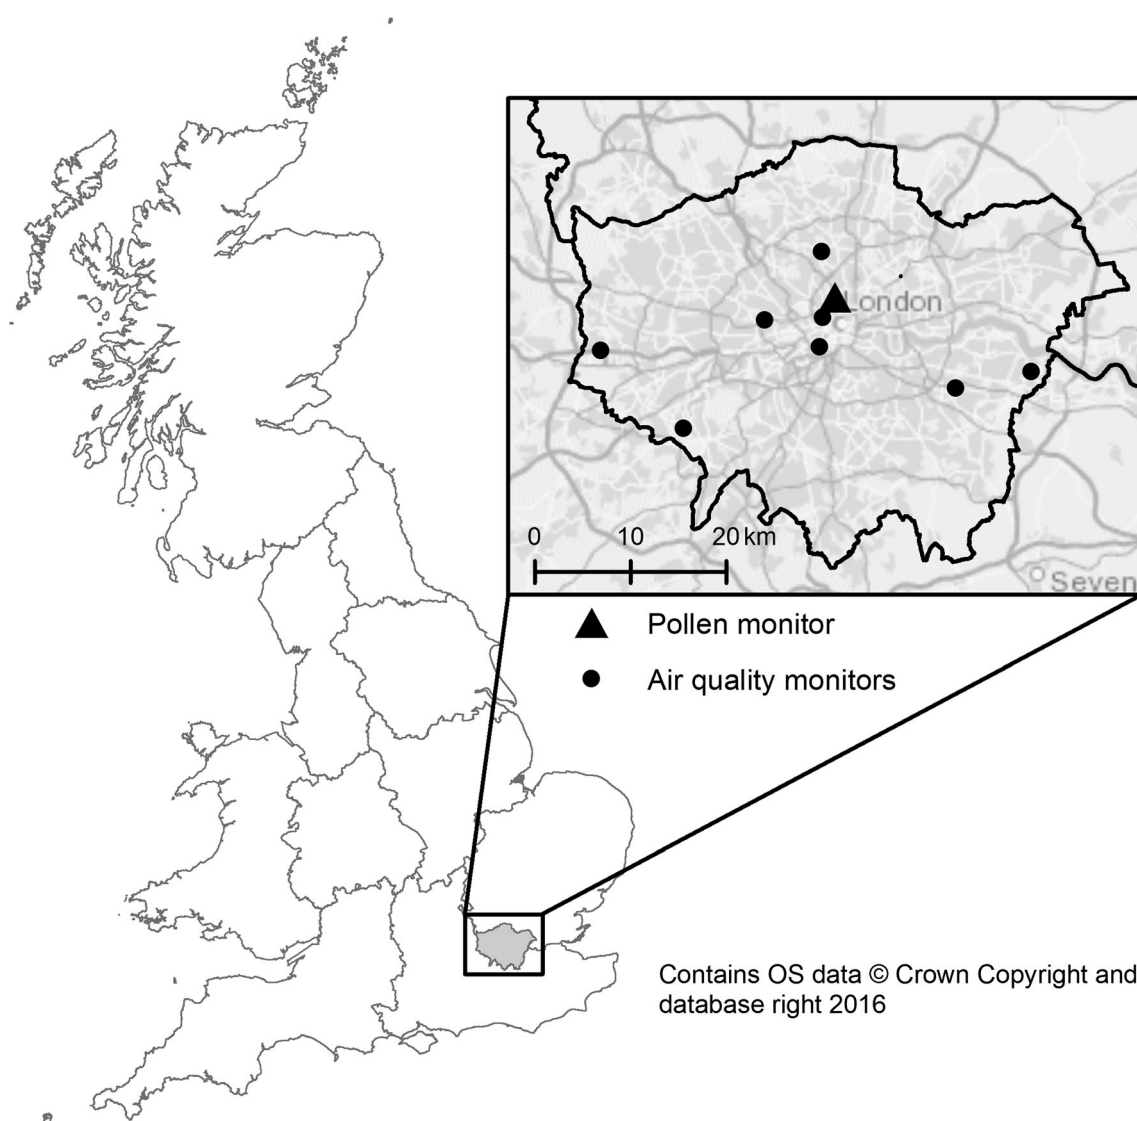 London
0 10 20 km
Seven
Pollen monitor
Air quality monitors
Contains OS data © Crown Copyright and
database right 2016